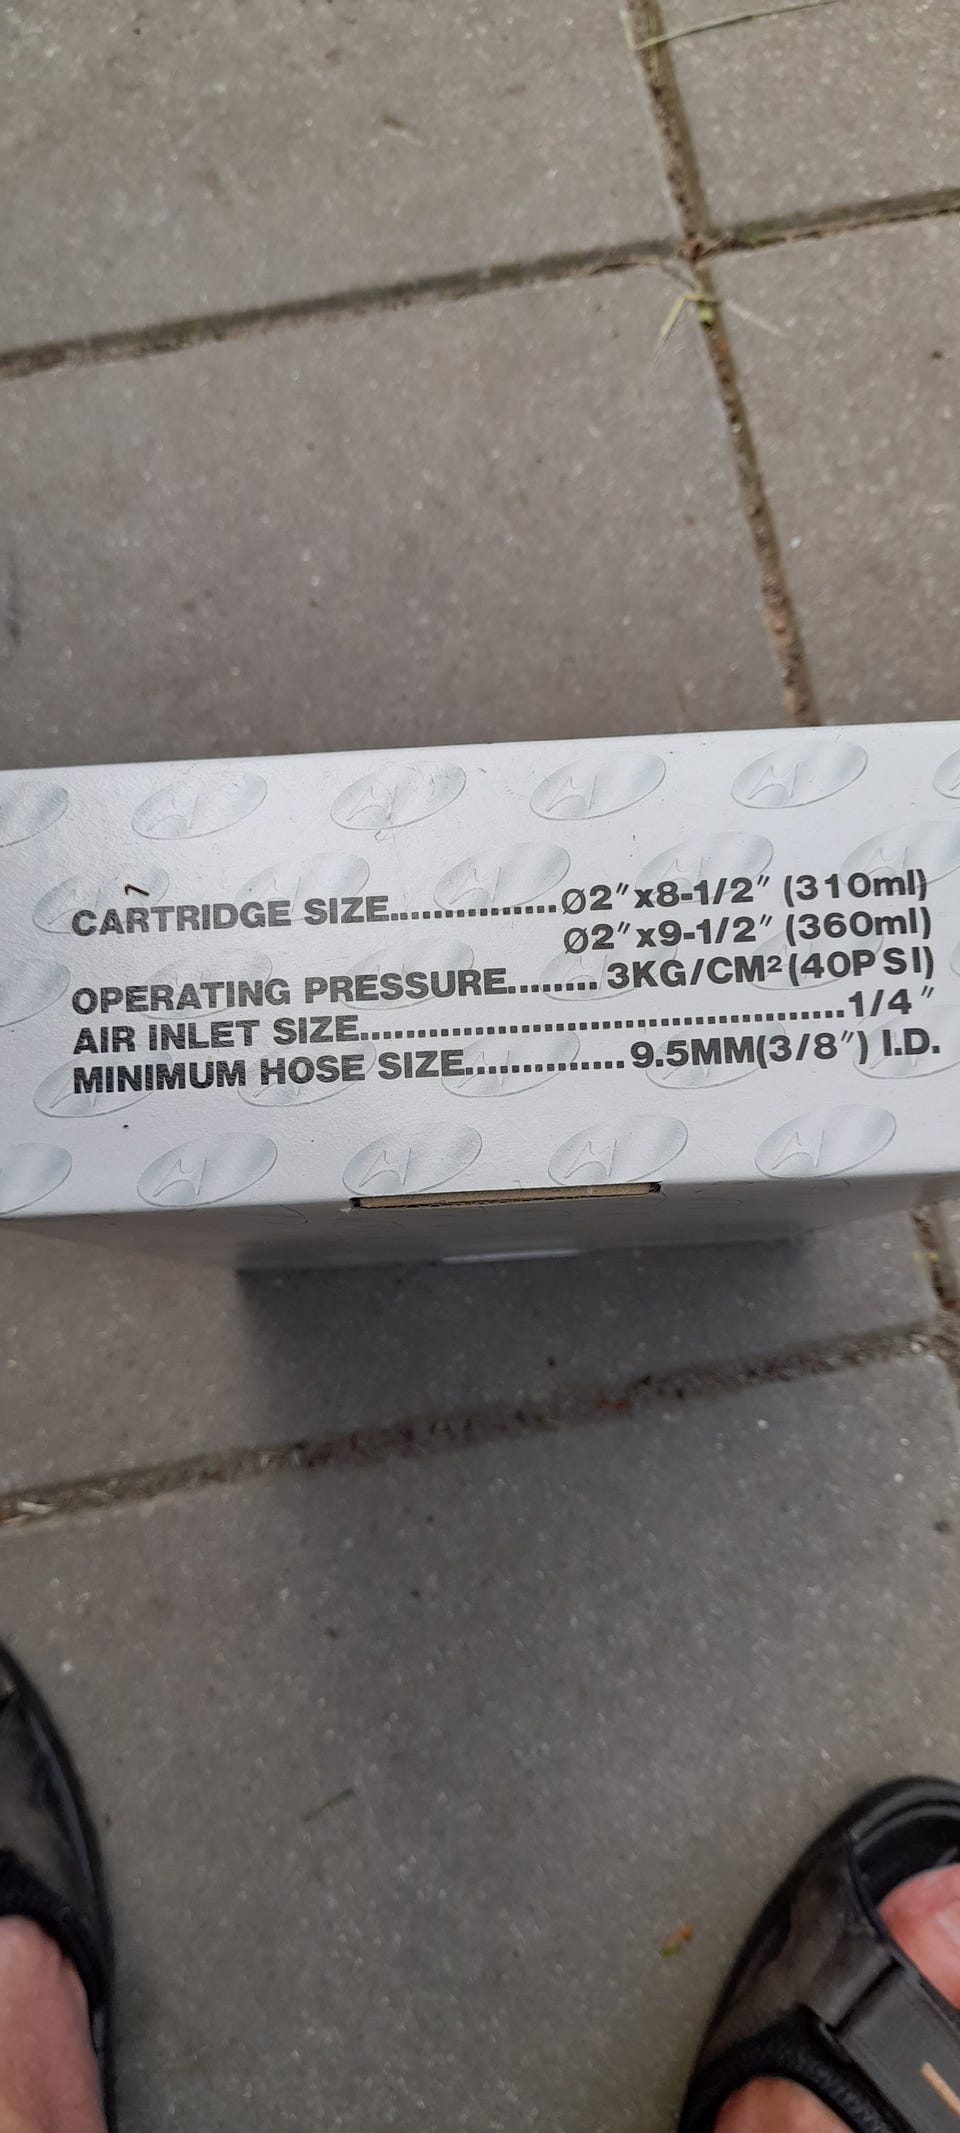 CARTRIDGE SIZE................Ø2"x8-1/2" (310ml)
Ø2"x9-1/2" (360ml)
OPERATING PRESSURE........3KG/CM²(40PSI)
AIR INLET SIZE..............................................1/4"
MINIMUM HOSE SIZE...............9.5MM(3/8") I.D.